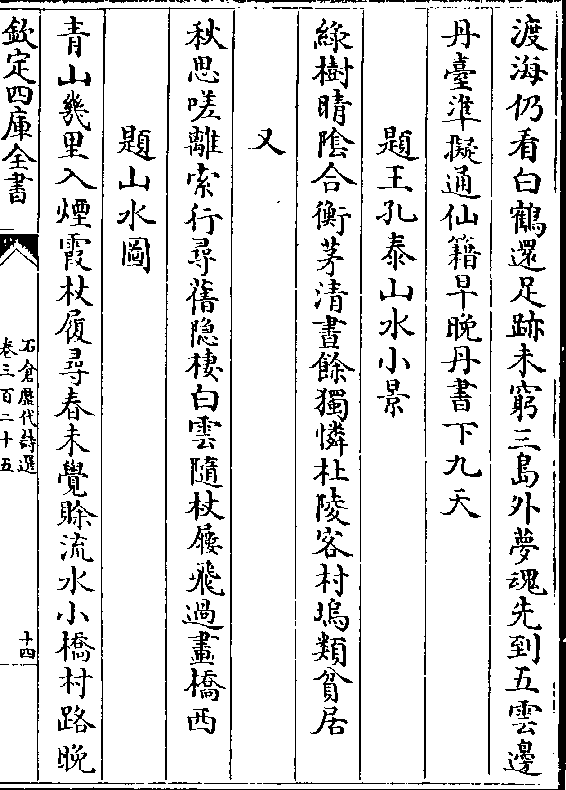 渡海仍看白鶴還足跡未窮三島外夢魂先到五雲邊
丹臺準擬通仙籍早晚丹書下九天
題王孔泰山水小景
綠樹晴陰合衡茅清晝餘獨憐杜陵客村塢類貧居
又
秋思嗟離索行尋舊隐棲白雲隨杖屨飛過畫橋西
題山水圖
青山幾里入煙霞杖屨尋春未覺賖流水小橋村路晚
欽定四庫全書
石倉歷代詩選
卷三百二十五
十四